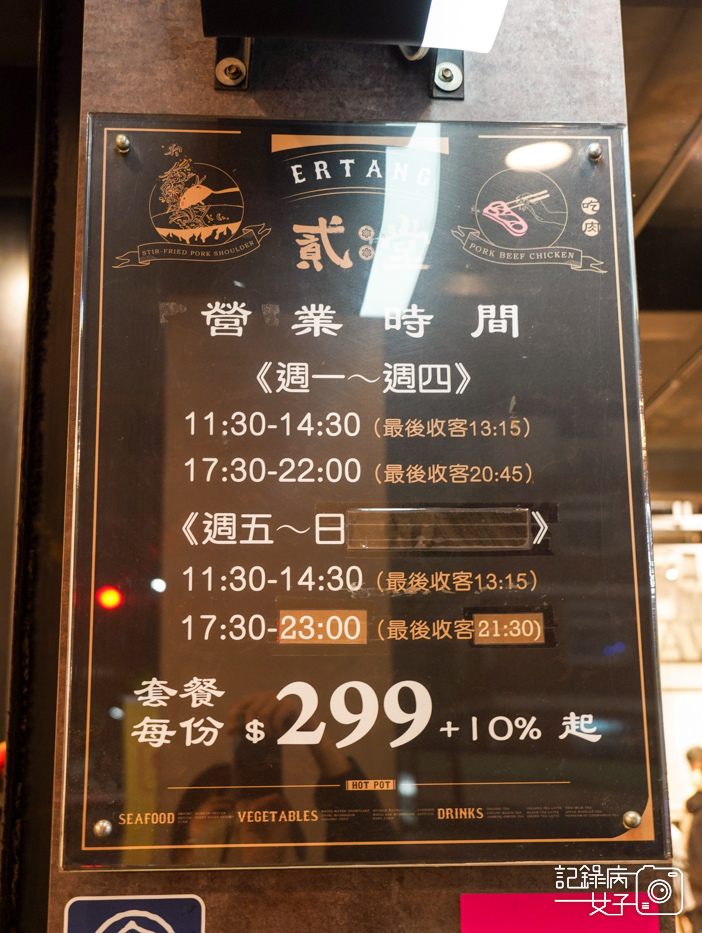 ERTANG
貳堂
STIR-FRIED PORK SHOULDER
PORK BEEF CHICKEN
吃肉
營業時間
《週一～週四》
11:30-14:30（最後收客13:15）
17:30-22:00（最後收客20:45）
《週五～日》
11:30-14:30（最後收客13:15）
17:30-23:00（最後收客21:30)
套餐
每份 $299+10% 起
HOT POT
SEAFOOD
VEGETABLES
DRINKS
記錄病
女子